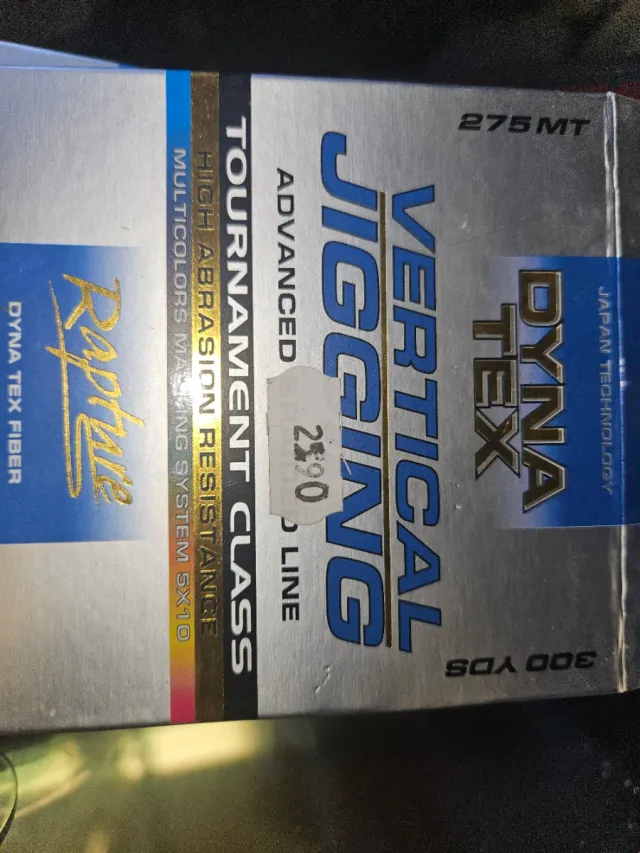 JAPAN TECHNOLOGY
275 MT
300 YDS
DYNA
TEX
VERTICAL
JIGGING
ADVANCED LINE
TOURNAMENT CLASS
HIGH ABRASION RESISTANCE
MULTICOLORS MARKING SYSTEM 5X10
Rapture
DYNA TEX FIBER